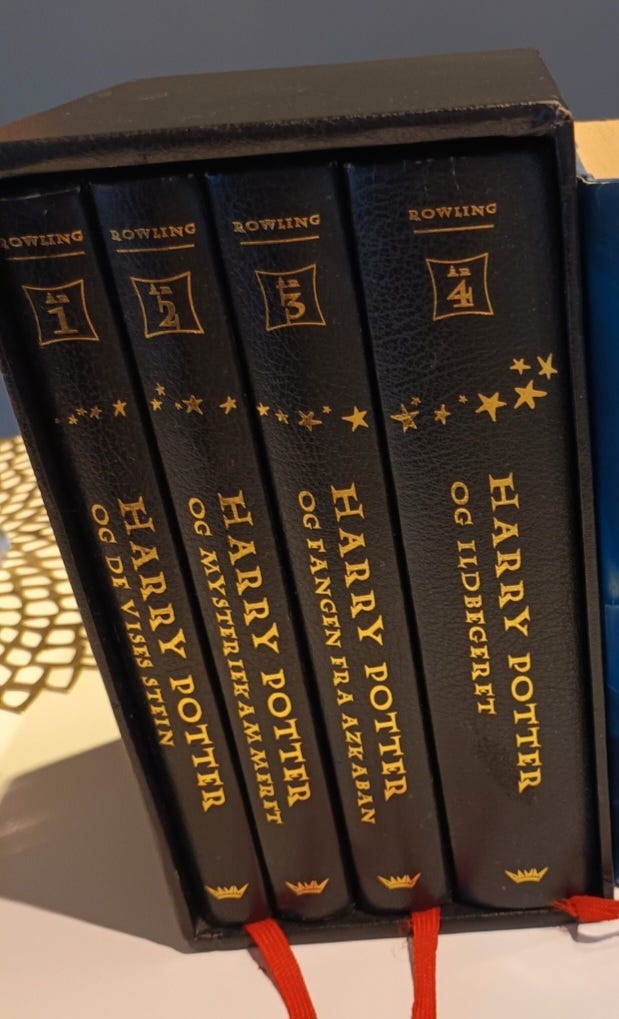 ROWLING
ÅR
1
HARRY POTTER
OG DE VISES STEIN
ROWLING
ÅR
2
HARRY POTTER
OG MYSTERIEKAMMERET
ROWLING
ÅR
3
HARRY POTTER
OG FANGEN FRA AZKABAN
ROWLING
ÅR
4
HARRY POTTER
OG ILDBEGERET